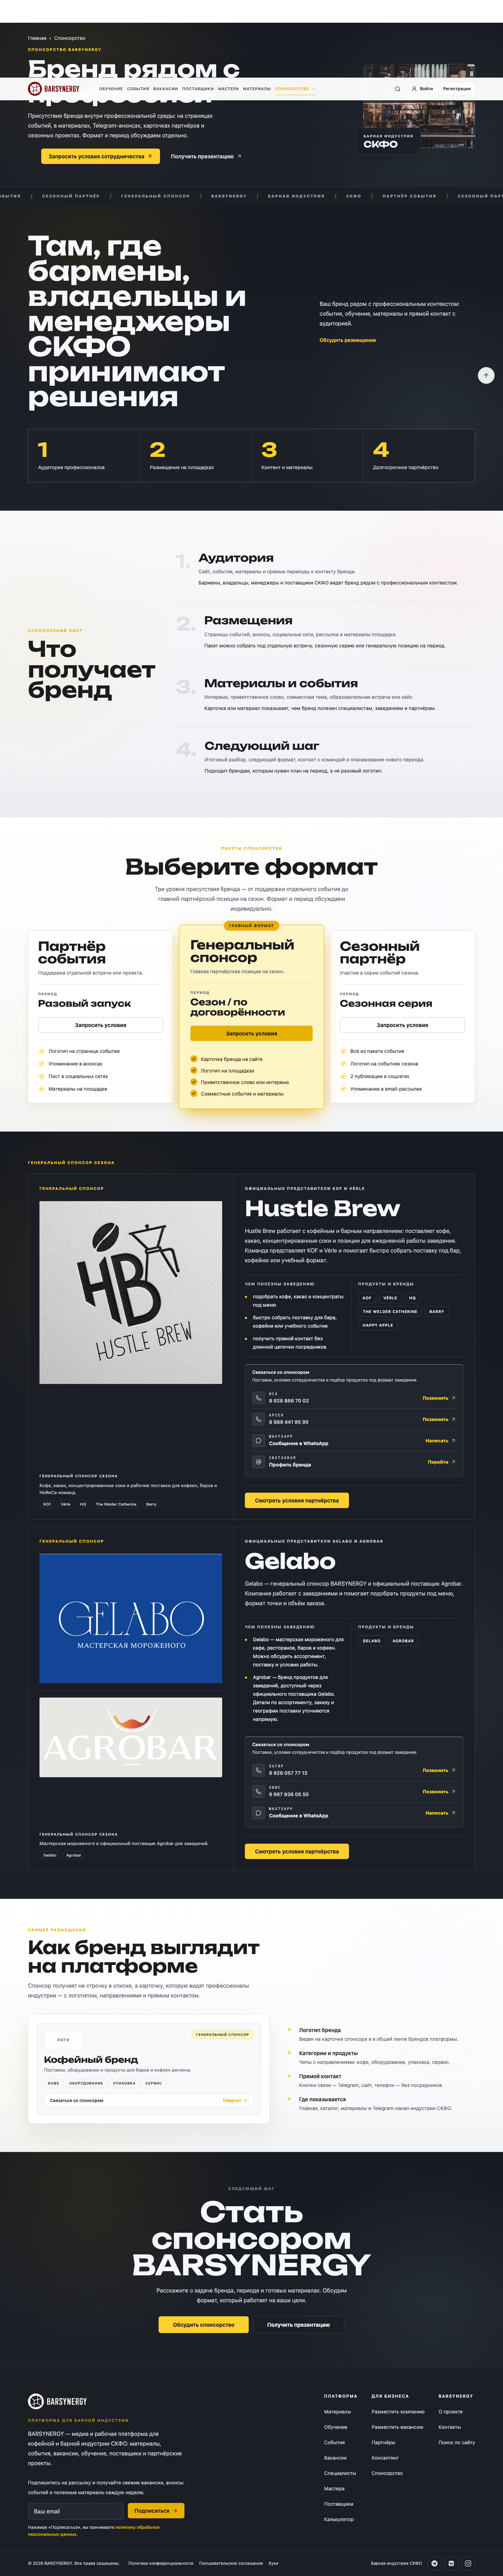 Главная › Спонсорство
СПОНСОРСТВО BARSYNERGY
Бренд рядом с
BARSYNERGY
ОБУЧЕНИЕ СОБЫТИЯ ВАКАНСИИ ПОСТАВЩИКИ МАСТЕРА МАТЕРИАЛЫ СПОНСОРСТВО
Войти
Регистрация
Присутствие бренда внутри профессиональной среды: на страницах
событий, в материалах, Telegram-анонсах, карточках партнёров и
сезонных проектах. Формат и период обсуждаем отдельно.
Запросить условия сотрудничества
Получить презентацию
БАРНАЯ ИНДУСТРИЯ
СКФО
СОБЫТИЯ / СЕЗОННЫЙ ПАРТНЁР / ГЕНЕРАЛЬНЫЙ СПОНСОР / BARSYNERGY / БАРНАЯ ИНДУСТРИЯ / СКФО / ПАРТНЁР СОБЫТИЯ / СЕЗОННЫЙ
Там, где
бармены,
владельцы и
менеджеры
СКФО
принимают
решения
Ваш бренд рядом с профессиональным контекстом:
события, обучение, материалы и прямой контакт с
аудиторией.
Обсудить размещение
1
Аудитория профессионалов
2
Размещения на площадках
3
Контент и материалы
4
Долгосрочное партнёрство
СПОНСОРСКИЙ ЛИСТ
Что
получает
бренд
1. Аудитория
Сайт, события, материалы и прямые переходы к контакту бренда.
Бармены, владельцы, менеджеры и поставщики СКФО видят бренд рядом с профессиональным контекстом.
2. Размещения
Страницы событий, анонсы, социальные сети, рассылка и материалы площадки.
Пакет можно собрать под отдельную встречу, сезонную серию или генеральную позицию на период.
3. Материалы и события
Интервью, приветственное слово, совместная тема, образовательная встреча или кейс.
Карточка или материал показывает, чем бренд полезен специалистам, заведениям и партнёрам.
4. Следующий шаг
Итоговый разбор, следующий формат, контакт с командой и планирование нового периода.
Подходит брендам, которым нужен план на период, а не разовый логотип.
ПАКЕТЫ СПОНСОРСТВА
Выберите формат
Три уровня присутствия бренда — от поддержки отдельного события до
главной партнёрской позиции на сезон. Формат и период обсуждаем
индивидуально.
Партнёр
события
Поддержка отдельной встречи или проекта.
ПЕРИОД
Разовый запуск
Запросить условия
Логотип на странице события
Упоминание в анонсах
Пост в социальных сетях
Материалы на площадке
ГЛАВНЫЙ ФОРМАТ
Генеральный
спонсор
Главная партнёрская позиция на сезон.
ПЕРИОД
Сезон / по
договорённости
Запросить условия
Карточка бренда на сайте
Логотип на площадках
Приветственное слово или интервью
Совместные события и материалы
Сезонный
партнёр
Участие в серии событий сезона.
ПЕРИОД
Сезонная серия
Запросить условия
Всё из пакета события
Логотип на событиях сезона
2 публикации в соцсетях
Упоминание в email-рассылке
ГЕНЕРАЛЬНЫЙ СПОНСОР СЕЗОНА
ГЕНЕРАЛЬНЫЙ СПОНСОР
HB
HUSTLE BREW
ГЕНЕРАЛЬНЫЙ СПОНСОР СЕЗОНА
Кофе, какао, концентрированные соки и рабочие поставки для кофеен, баров и
HoReCa-команд.
KOF Vérle HQ The Welder Catherine Barry
ОФИЦИАЛЬНЫЕ ПРЕДСТАВИТЕЛИ KOF И VÉRLE
Hustle Brew
Hustle Brew работает с кофейным и барным направлением: поставляет кофе,
какао, концентрированные соки и позиции для ежедневной работы заведения.
Команда представляет KOF и Vérle и помогает быстро собрать поставку под бар,
кофейню или учебный формат.
ЧЕМ ПОЛЕЗНЫ ЗАВЕДЕНИЮ
подобрать кофе, какао и концентраты
под меню
быстро собрать поставку для бара,
кофейни или учебного события
получить прямой контакт без
длинной цепочки посредников
ПРОДУКТЫ И БРЕНДЫ
KOF VÉRLE HQ
THE WELDER CATHERINE BARRY
HAPPY APPLE
Связаться со спонсором
Поставки, условия сотрудничества и подбор продуктов под формат заведения.
ИСА
8 928 866 70 02
Позвонить
АРСЕН
8 989 441 95 95
Позвонить
WHATSAPP
Сообщение в WhatsApp
Написать
INSTAGRAM
Профиль бренда
Перейти
Смотреть условия партнёрства
ГЕНЕРАЛЬНЫЙ СПОНСОР
GELABO
МАСТЕРСКАЯ МОРОЖЕНОГО
AGROBAR
ГЕНЕРАЛЬНЫЙ СПОНСОР СЕЗОНА
Мастерская мороженого и официальный поставщик Agrobar для заведений.
Gelabo Agrobar
ОФИЦИАЛЬНЫЕ ПРЕДСТАВИТЕЛИ GELABO И AGROBAR
Gelabo
Gelabo — генеральный спонсор BARSYNERGY и официальный поставщик Agrobar.
Компания работает с заведениями и помогает подобрать продукты под меню,
формат точки и объём заказа.
ЧЕМ ПОЛЕЗНЫ ЗАВЕДЕНИЮ
Gelabo — мастерская мороженого для
кафе, ресторанов, баров и кофеен.
Можно обсудить ассортимент,
поставку и условия работы.
Agrobar — бренд продуктов для
заведений, доступный через
официального поставщика Gelabo.
Детали по ассортименту, заказу и
географии поставки уточняются
напрямую.
ПРОДУКТЫ И БРЕНДЫ
GELABO AGROBAR
Связаться со спонсором
Поставки, условия сотрудничества и подбор продуктов под формат заведения.
ЗАГИР
8 928 057 77 13
Позвонить
8 967 936 05 50
Позвонить
WHATSAPP
Сообщение в WhatsApp
Написать
Смотреть условия партнёрства
ПРИМЕР РАЗМЕЩЕНИЯ
Как бренд выглядит
на платформе
Спонсор получает не строчку в списке, а карточку, которую видят профессионалы
индустрии — с логотипом, направлениями и прямым контактом.
ЛОГО
ГЕНЕРАЛЬНЫЙ СПОНСОР
Кофейный бренд
Поставки, оборудование и продукты для баров и кофеен региона.
КОФЕ ОБОРУДОВАНИЕ УПАКОВКА СЕРВИС
Связаться со спонсором
Telegram
Логотип бренда
Виден на карточке спонсора и в общей ленте брендов платформы.
Категории и продукты
Чипы с направлениями: кофе, оборудование, упаковка, сервис.
Прямой контакт
Кнопки связи — Telegram, сайт, телефон — без посредников.
Где показывается
Главная, каталог, материалы и Telegram-канал индустрии СКФО.
СЛЕДУЮЩИЙ ШАГ
Стать
спонсором
BARSYNERGY
Расскажите о задаче бренда, периоде и готовых материалах. Обсудим
формат, который работает на ваши цели.
Обсудить спонсорство
Получить презентацию
BARSYNERGY
ПЛАТФОРМА ДЛЯ БАРНОЙ ИНДУСТРИИ
BARSYNERGY — медиа и рабочая платформа для
кофейной и барной индустрии СКФО: материалы,
события, вакансии, обучение, поставщики и партнёрские
проекты.
Подпишитесь на рассылку и получайте свежие вакансии, анонсы
событий и полезные материалы каждую неделю.
Ваш email
Подписаться
Нажимая «Подписаться», вы принимаете политику обработки
персональных данных.
ПЛАТФОРМА
Материалы
Обучение
События
Вакансии
Специалисты
Мастера
Поставщики
Калькулятор
ДЛЯ БИЗНЕСА
Разместить компанию
Разместить вакансию
Партнёры
Консалтинг
Спонсорство
BARSYNERGY
О проекте
Контакты
Поиск по сайту
© 2026 BARSYNERGY. Все права защищены.
Политика конфиденциальности Пользовательское соглашение Куки
Барная индустрия СКФО